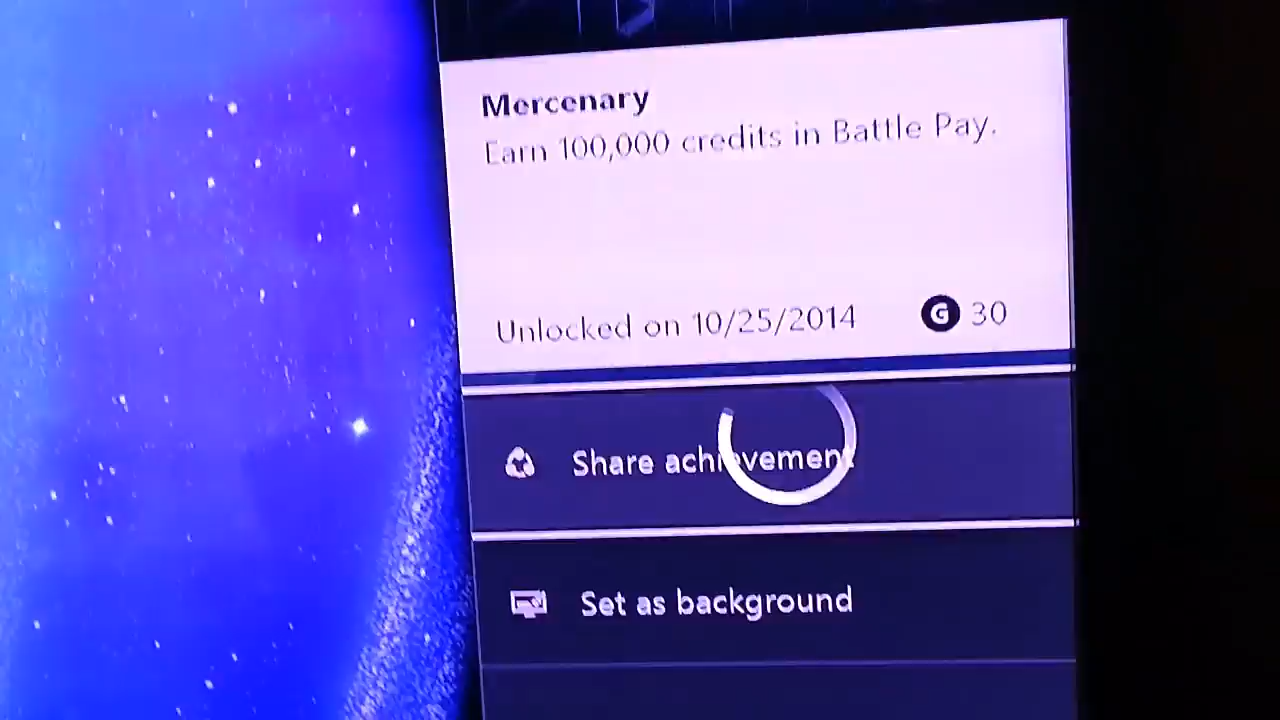 Mercenary
Earn 100,000 credits in Battle Pay.
Unlocked on 10/25/2014 G 30
Share achievement
Set as background